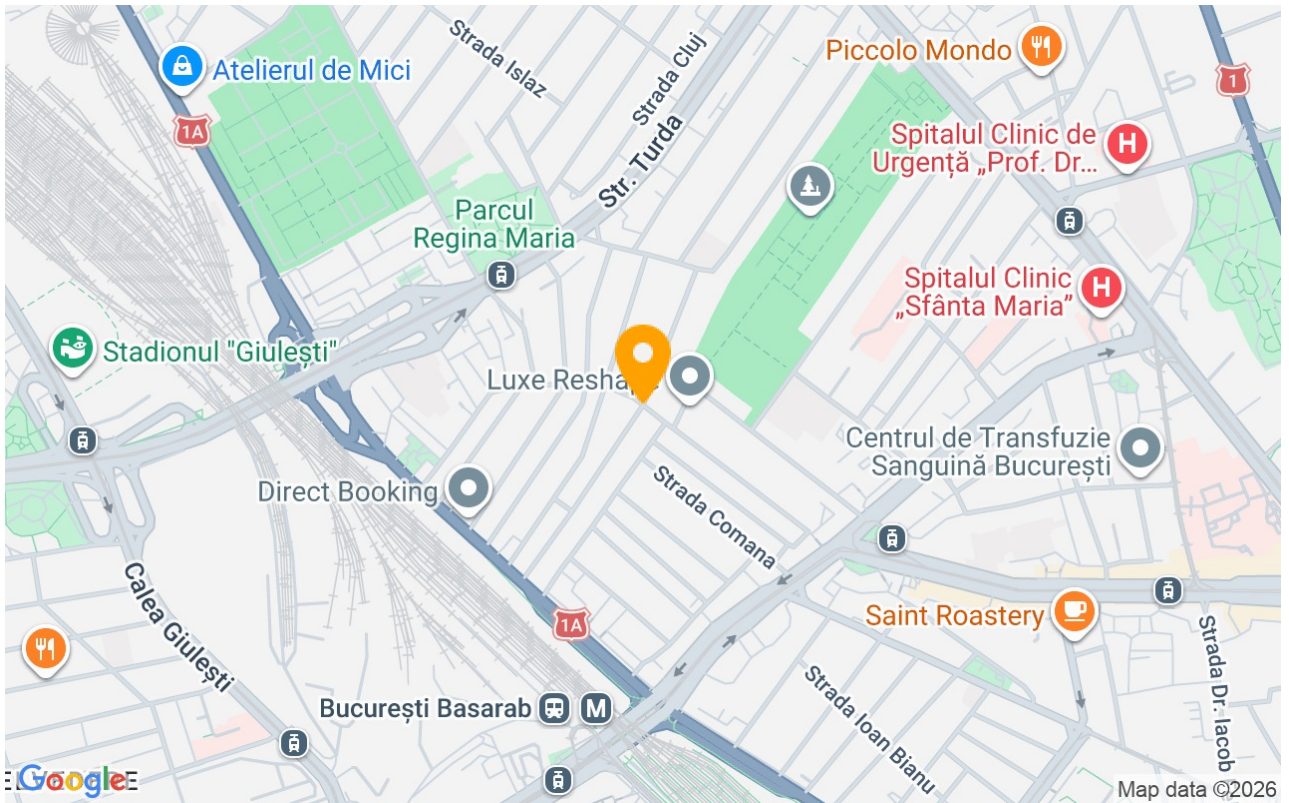 Strada Islaz
Strada Cluj
Piccolo Mondo
1
Atelierul de Mici
1A
Str. Turda
Spitalul Clinic de
Urgență „Prof. Dr...
H
Parcul
Regina Maria
Spitalul Clinic
„Sfânta Maria”
H
Stadionul "Giulești"
Luxe Resha
Centrul de Transfuzie
Sanguină București
Direct Booking
Strada Comana
Calea Giulești
1A
Saint Roastery
Strada Dr. Iacob
București Basarab
M
Strada Ioan Bianu
Google
Map data ©2026